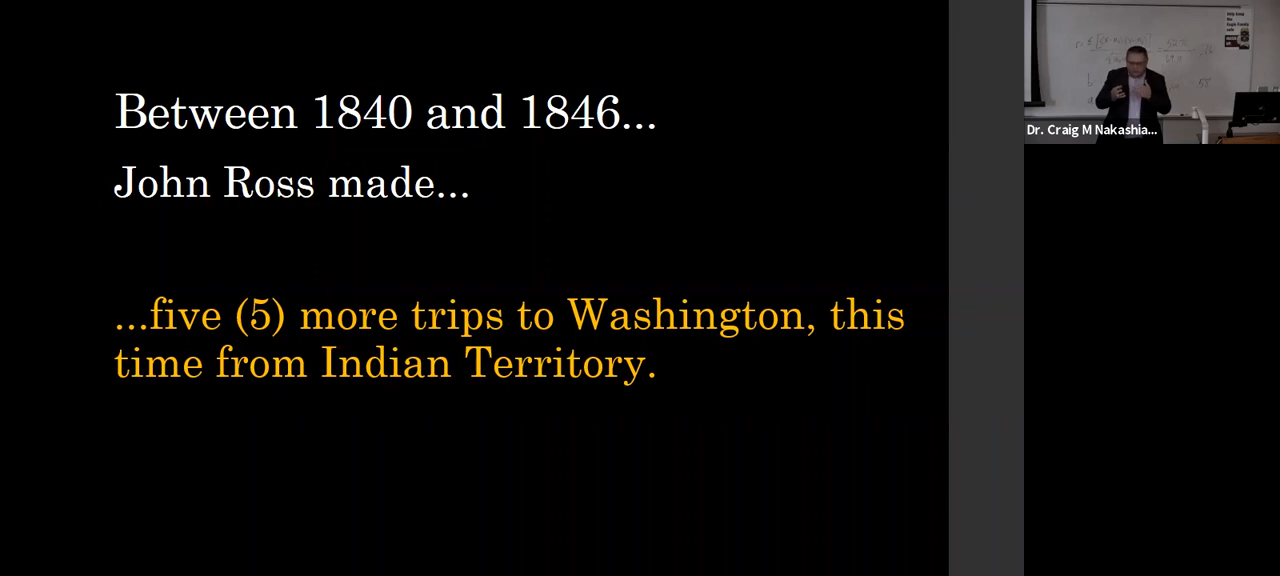 Between 1840 and 1846...
John Ross made...
...five (5) more trips to Washington, this
time from Indian Territory.
Dr. Craig M Nakashia...